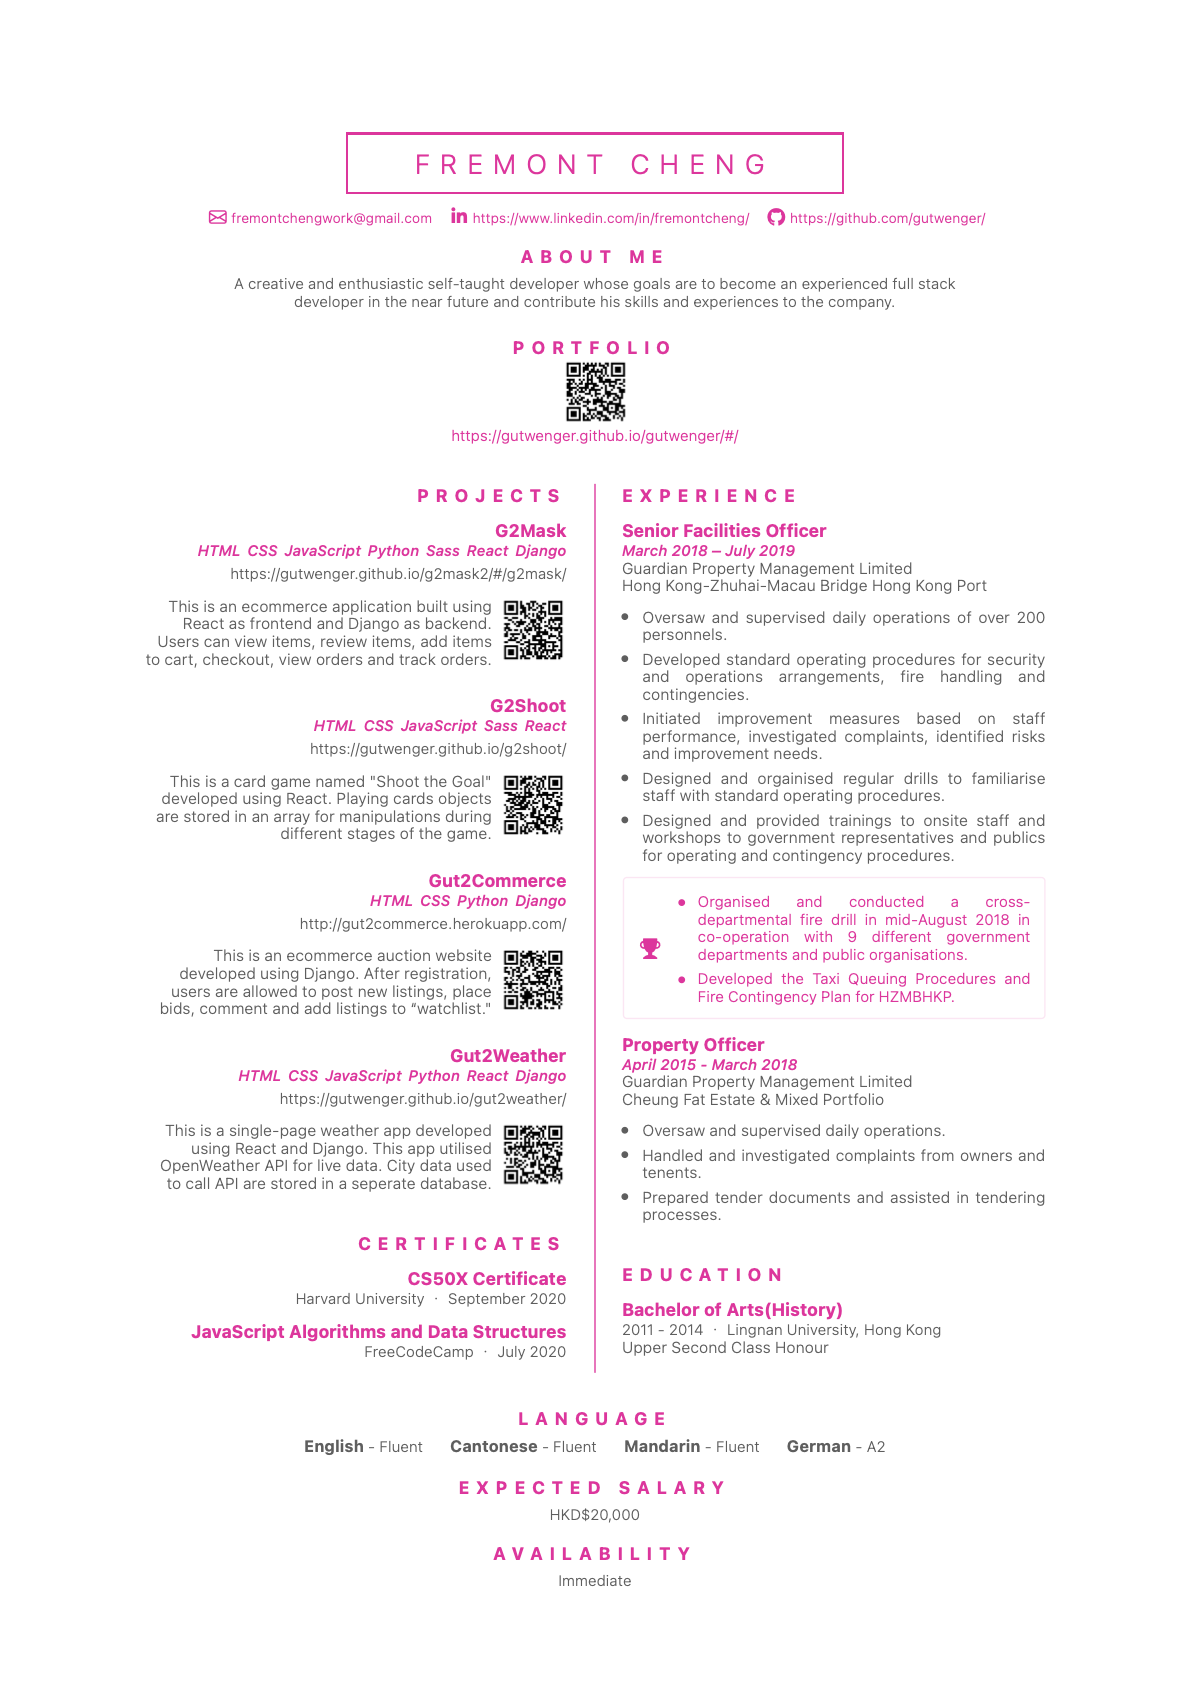 FREMONT CHENG
fremontchengwork@gmail.com https://www.linkedin.com/in/fremontcheng/ https://github.com/gutwenger/
ABOUT ME
A creative and enthusiastic self-taught developer whose goals are to become an experienced full stack
developer in the near future and contribute his skills and experiences to the company.
PORTFOLIO
https://gutwenger.github.io/gutwenger/#/
PROJECTS
G2Mask
HTML CSS JavaScript Python Sass React Django
https://gutwenger.github.io/g2mask2/#/g2mask/
This is an ecommerce application built using
React as frontend and Django as backend.
Users can view items, review items, add items
to cart, checkout, view orders and track orders.
G2Shoot
HTML CSS JavaScript Sass React
https://gutwenger.github.io/g2shoot/
This is a card game named "Shoot the Goal"
developed using React. Playing cards objects
are stored in an array for manipulations during
different stages of the game.
Gut2Commerce
HTML CSS Python Django
http://gut2commerce.herokuapp.com/
This is an ecommerce auction website
developed using Django. After registration,
users are allowed to post new listings, place
bids, comment and add listings to “watchlist."
Gut2Weather
HTML CSS JavaScript Python React Django
https://gutwenger.github.io/gut2weather/
This is a single-page weather app developed
using React and Django. This app utilised
OpenWeather API for live data. City data used
to call API are stored in a seperate database.
CERTIFICATES
CS50X Certificate
Harvard University · September 2020
JavaScript Algorithms and Data Structures
FreeCodeCamp · July 2020
EXPERIENCE
Senior Facilities Officer
March 2018 – July 2019
Guardian Property Management Limited
Hong Kong-Zhuhai-Macau Bridge Hong Kong Port
• Oversaw and supervised daily operations of over 200
personnels.
• Developed standard operating procedures for security
and operations arrangements, fire handling and
contingencies.
• Initiated improvement measures based on staff
performance, investigated complaints, identified risks
and improvement needs.
• Designed and orgainised regular drills to familiarise
staff with standard operating procedures.
• Designed and provided trainings to onsite staff and
workshops to government representatives and publics
for operating and contingency procedures.
• Organised and conducted a cross-
departmental fire drill in mid-August 2018 in
co-operation with 9 different government
departments and public organisations.
• Developed the Taxi Queuing Procedures and
Fire Contingency Plan for HZMBHKP.
Property Officer
April 2015 - March 2018
Guardian Property Management Limited
Cheung Fat Estate & Mixed Portfolio
• Oversaw and supervised daily operations.
• Handled and investigated complaints from owners and
tenents.
• Prepared tender documents and assisted in tendering
processes.
EDUCATION
Bachelor of Arts(History)
2011 - 2014 · Lingnan University, Hong Kong
Upper Second Class Honour
LANGUAGE
English - Fluent Cantonese - Fluent Mandarin - Fluent German - A2
EXPECTED SALARY
HKD$20,000
AVAILABILITY
Immediate